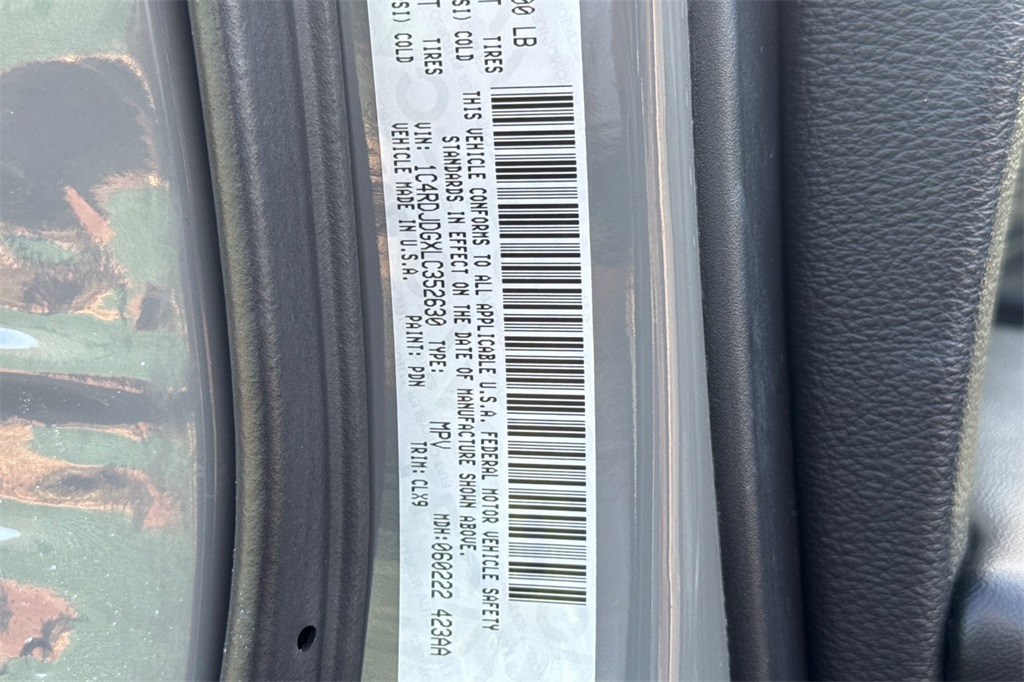 00 LB
T TIRES
SI) COLD
T TIRES
SI) COLD
THIS VEHICLE CONFORMS TO ALL APPLICABLE U.S.A. FEDERAL MOTOR VEHICLE SAFETY
STANDARDS IN EFFECT ON THE DATE OF MANUFACTURE SHOWN ABOVE.
VIN: 1C4RDJDGXLC352630 TYPE: MPV MDH:060222 423AA
VEHICLE MADE IN U.S.A. PAINT: PDN TRIM: CLX9